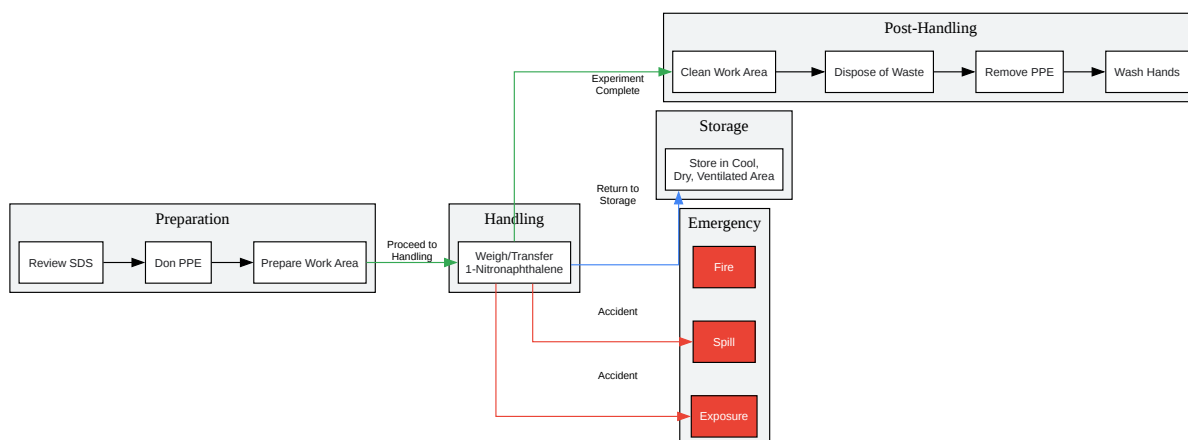 Post-Handling
Clean Work Area
Dispose of Waste
Remove PPE
Wash Hands
Experiment
Complete
Storage
Store in Cool,
Dry, Ventilated Area
Return to
Storage
Preparation
Review SDS
Don PPE
Prepare Work Area
Proceed to
Handling
Handling
Weigh/Transfer
1-Nitronaphthalene
Emergency
Fire
Accident
Spill
Accident
Exposure